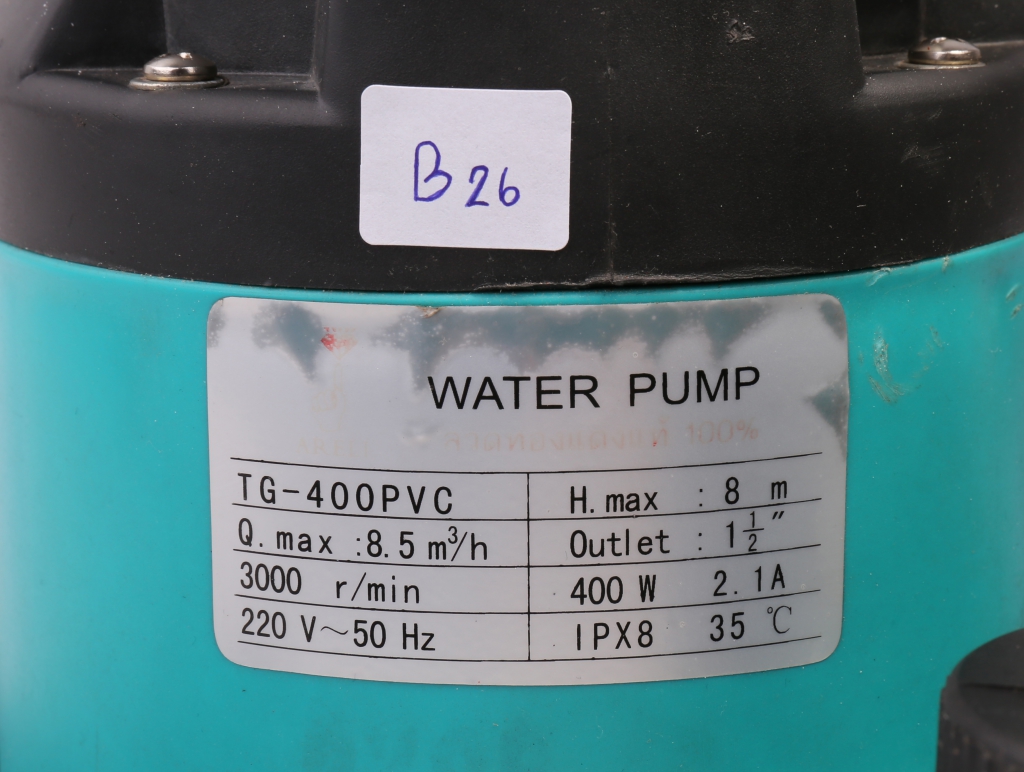 B26
WATER PUMP
100%
TG-400PVC
H.max : 8 m
Q.max :8.5 m³/h
Outlet : 1½″
3000 r/min
400 W 2.1A
220 V~50 Hz
IPX8 35 ℃